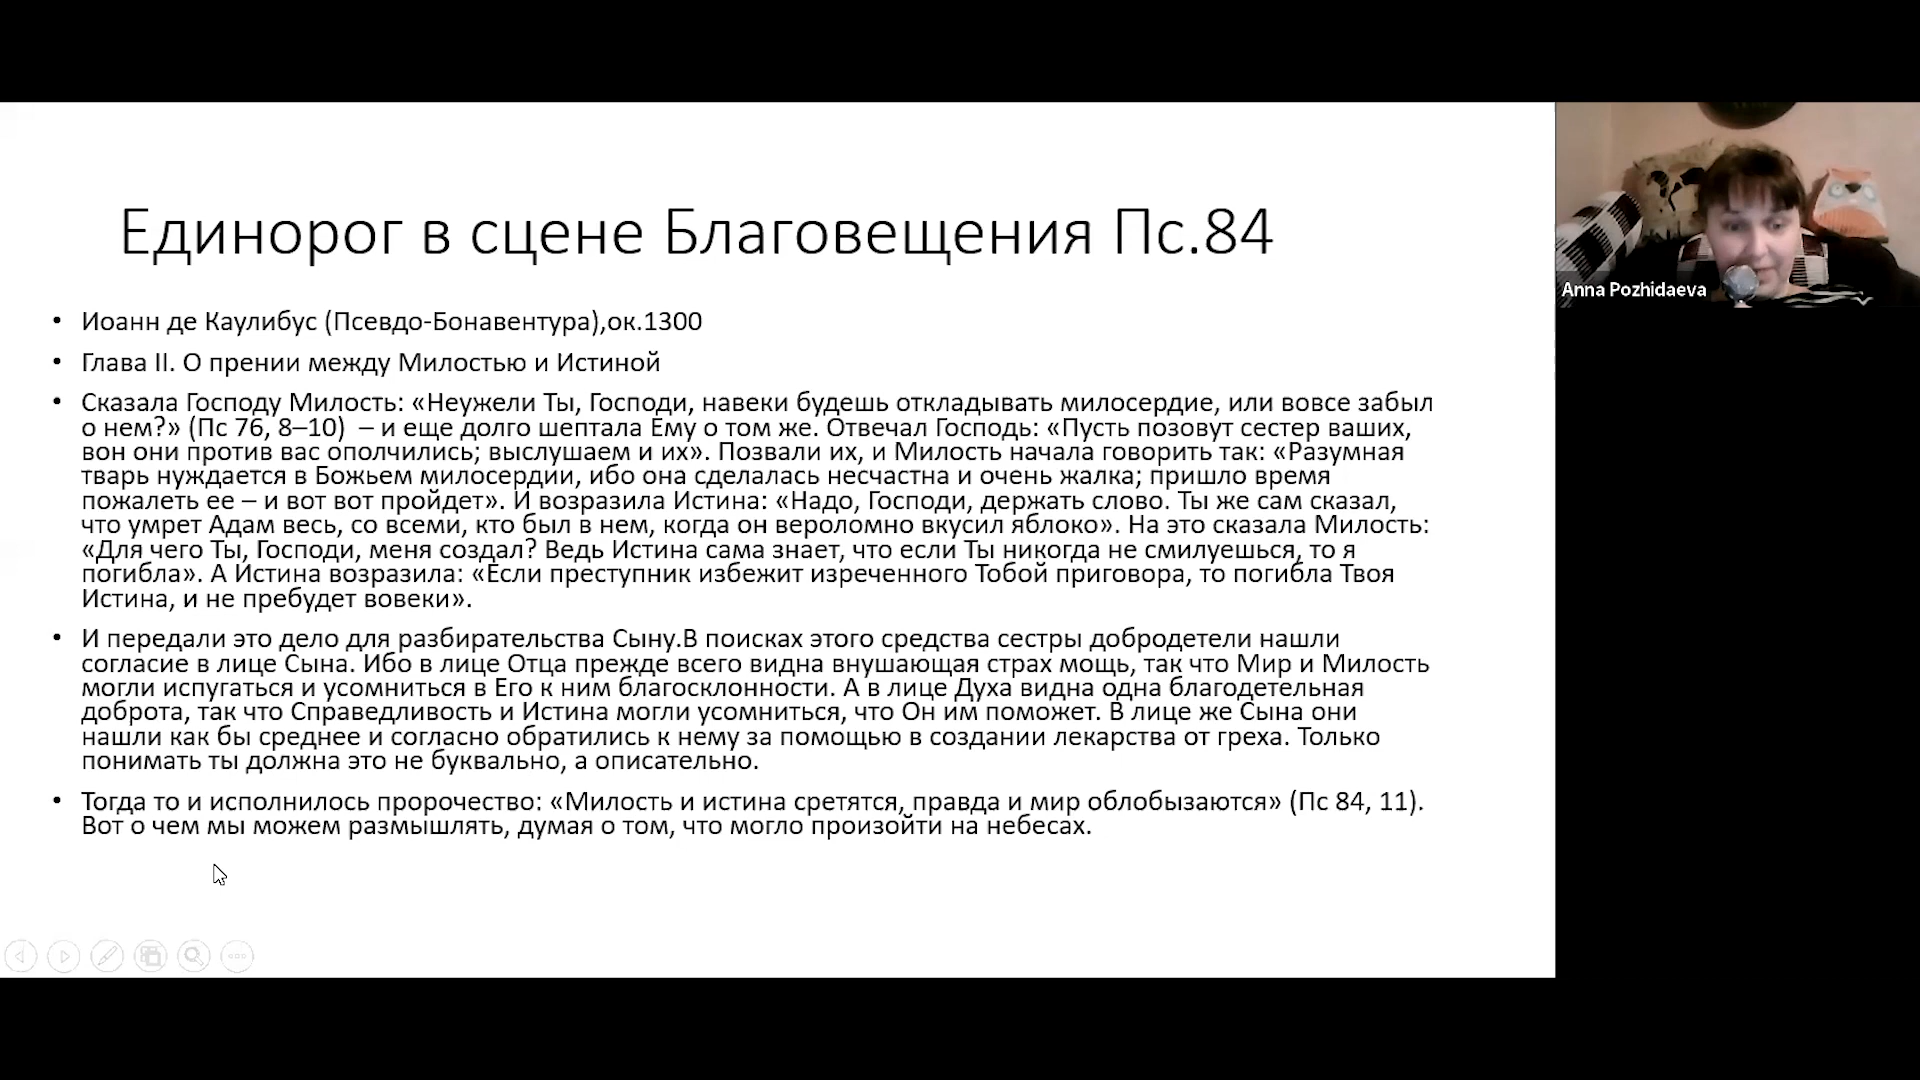 Единорог в сцене Благовещения Пс.84
• Иоанн де Каулибус (Псевдо-Бонавентура),ок.1300
• Глава II. О прении между Милостью и Истиной
• Сказала Господу Милость: «Неужели Ты, Господи, навеки будешь откладывать милосердие, или вовсе забыл
о нем?» (Пс 76, 8–10) – и еще долго шептала Ему о том же. Отвечал Господь: «Пусть позовут сестер ваших,
вон они против вас ополчились; выслушаем и их». Позвали их, и Милость начала говорить так: «Разумная
тварь нуждается в Божьем милосердии, ибо она сделалась несчастна и очень жалка; пришло время
пожалеть ее – и вот вот пройдет». И возразила Истина: «Надо, Господи, держать слово. Ты же сам сказал,
что умрет Адам весь, со всеми, кто был в нем, когда он вероломно вкусил яблоко». На это сказала Милость:
«Для чего Ты, Господи, меня создал? Ведь Истина сама знает, что если Ты никогда не смилуешься, то я
погибла». А Истина возразила: «Если преступник избежит изреченного Тобой приговора, то погибла Твоя
Истина, и не пребудет вовеки».
• И передали это дело для разбирательства Сыну.В поисках этого средства сестры добродетели нашли
согласие в лице Сына. Ибо в лице Отца прежде всего видна внушающая страх мощь, так что Мир и Милость
могли испугаться и усомниться в Его к ним благосклонности. А в лице Духа видна одна благодетельная
доброта, так что Справедливость и Истина могли усомниться, что Он им поможет. В лице же Сына они
нашли как бы среднее и согласно обратились к нему за помощью в создании лекарства от греха. Только
понимать ты должна это не буквально, а описательно.
• Тогда то и исполнилось пророчество: «Милость и истина сретятся, правда и мир облобызаются» (Пс 84, 11).
Вот о чем мы можем размышлять, думая о том, что могло произойти на небесах.
Anna Pozhidaeva